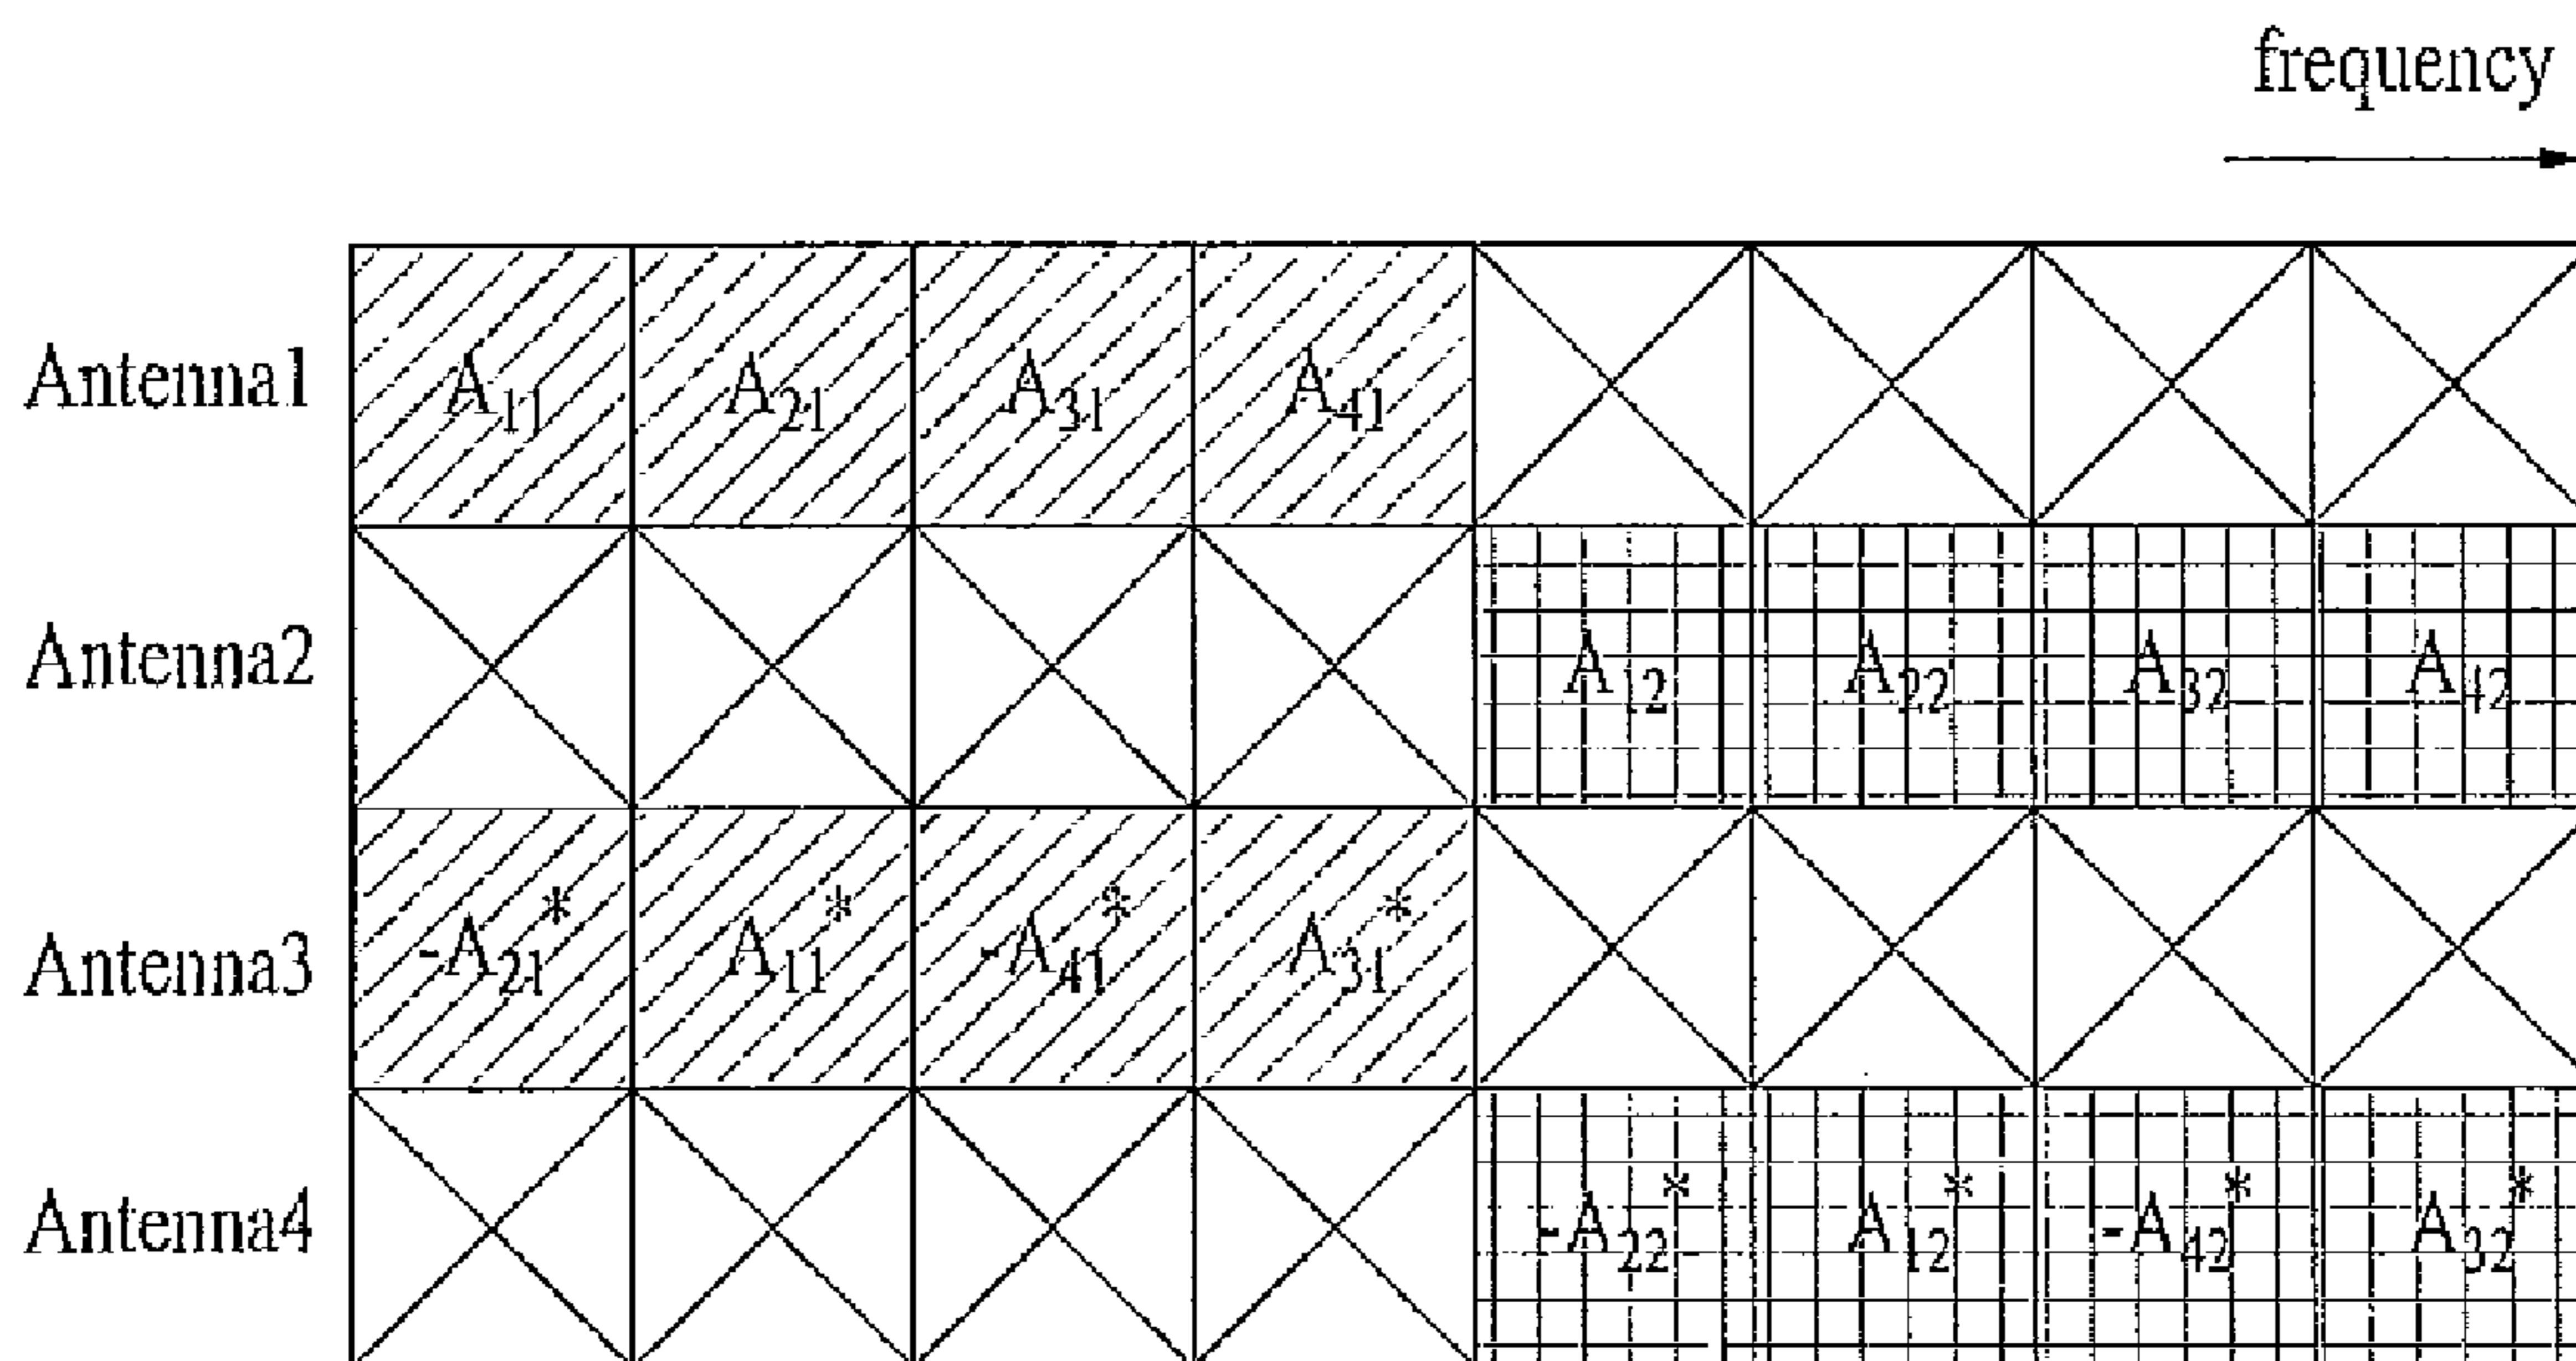 frequency
Antenna1 A11 A21 A31 A41
Antenna2 A12 A22 A32 A42
Antenna3 -A21* A11* -A41* A31*
Antenna4 -A22* A12* -A42* A32*